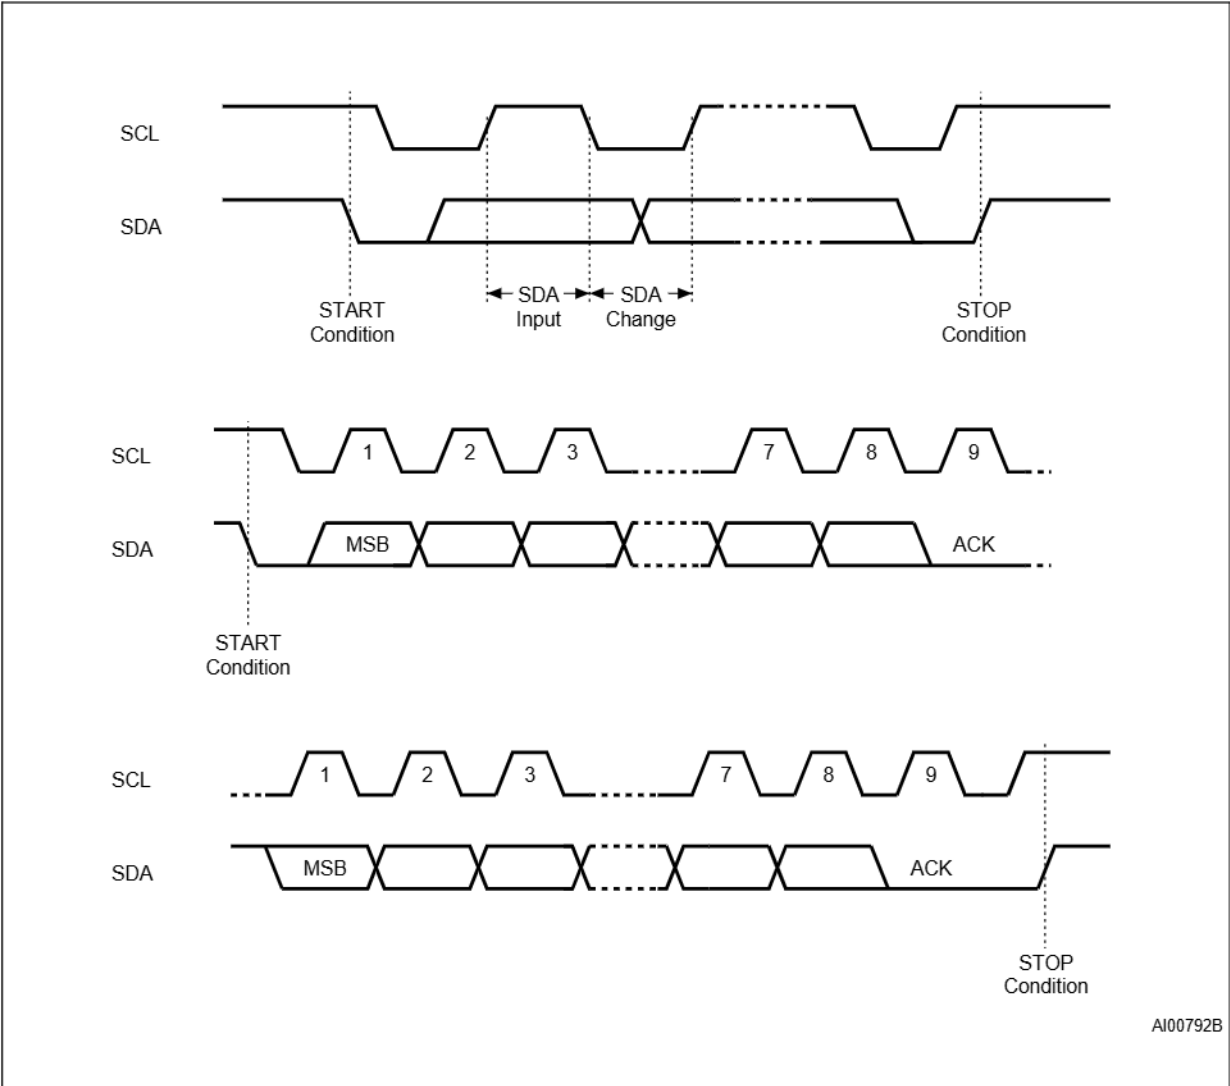 SCL
SDA
START
Condition
SDA
Input
SDA
Change
STOP
Condition
SCL
1 2 3 7 8 9
SDA
MSB ACK
START
Condition
SCL
1 2 3 7 8 9
SDA
MSB ACK
STOP
Condition
AI00792B